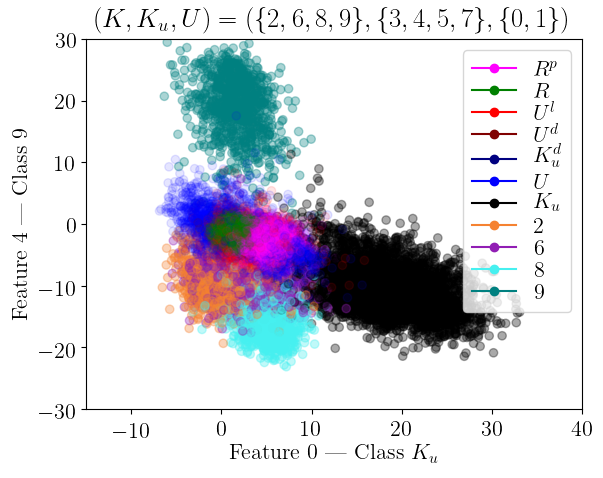 (K, K_u, U) = ({2, 6, 8, 9}, {3, 4, 5, 7}, {0, 1})
30
20
10
0
−10
−20
−30
Feature 4 — Class 9
R^p
R
U^l
U^d
K_u^d
U
K_u
2
6
8
9
−10
0
10
20
30
40
Feature 0 — Class K_u